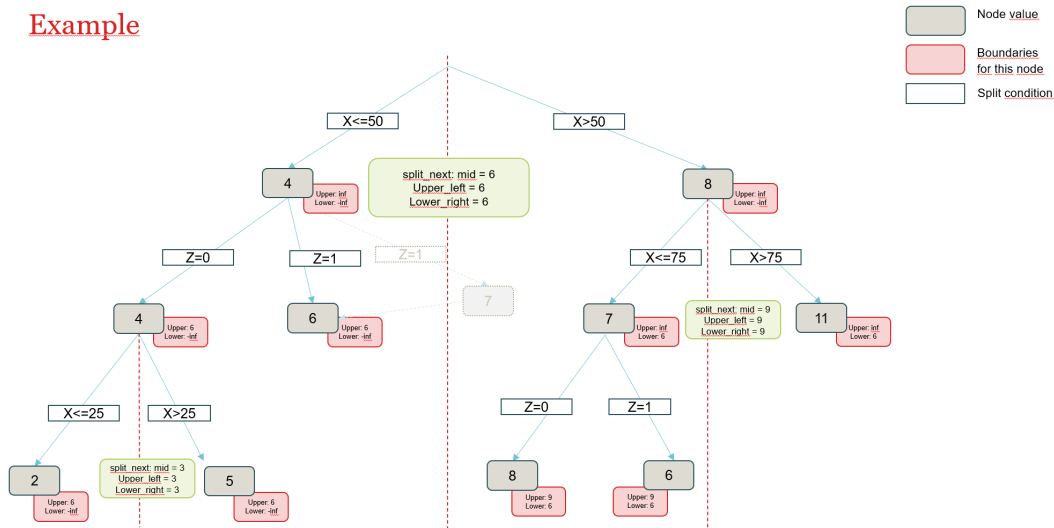 Example
Node value
Boundaries
for this node
Split condition
X<=50
X>50
4
Upper: inf
Lower: -inf
split_next: mid = 6
Upper_left = 6
Lower_right = 6
8
Upper: inf
Lower: -inf
Z=0
Z=1
Z=1
X<=75
X>75
7
4
Upper: 6
Lower: -inf
6
Upper: 6
Lower: -inf
7
Upper: inf
Lower: 6
split_next: mid = 9
Upper_left = 9
Lower_right = 9
11
Upper: inf
Lower: 6
X<=25
X>25
Z=0
Z=1
2
Upper: 6
Lower: -inf
split_next: mid = 3
Upper_left = 3
Lower_right = 3
5
Upper: 6
Lower: -inf
8
Upper: 9
Lower: 6
6
Upper: 9
Lower: 6